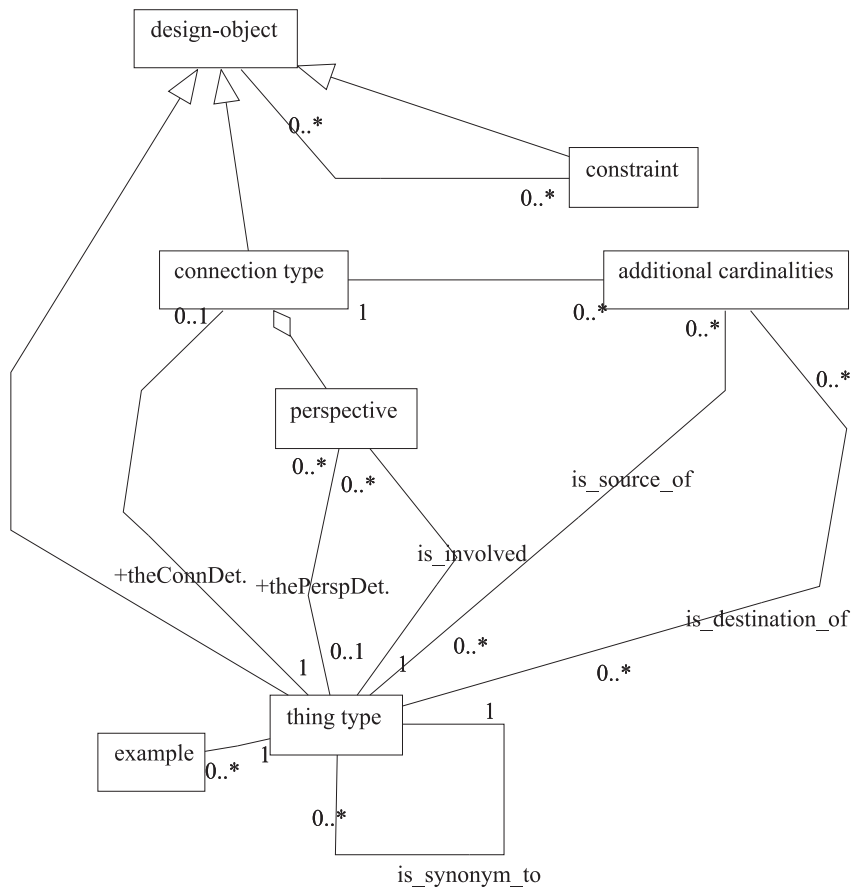 design-object
0..*
constraint
0..*
connection type
additional cardinalities
0..1
1
0..*
0..*
0..*
perspective
0..*
0..*
is_source_of
is_involved
+theConnDet.
+thePerspDet.
is_destination_of
0..1
1
1
0..*
0..*
thing type
1
example
1
0..*
0..*
is_synonym_to